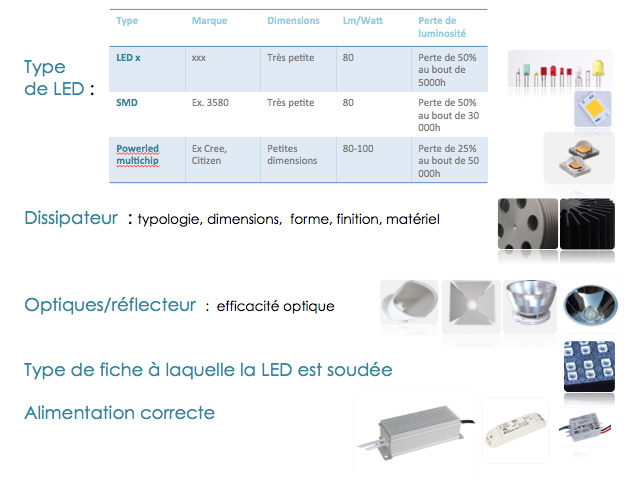 Type Marque Dimensions Lm/Watt Perte de
luminosité
LED x xxx Très petite 80 Perte de 50%
au bout de
5000h
SMD Ex. 3580 Très petite 80 Perte de 50%
au bout de 30
000h
Powerled Ex Cree, Petites 80-100 Perte de 25%
multichip Citizen dimensions au bout de 50
000h
Type
de LED :
Dissipateur : typologie, dimensions, forme, finition, matériel
Optiques/réflecteur : efficacité optique
Type de fiche à laquelle la LED est soudée
Alimentation correcte